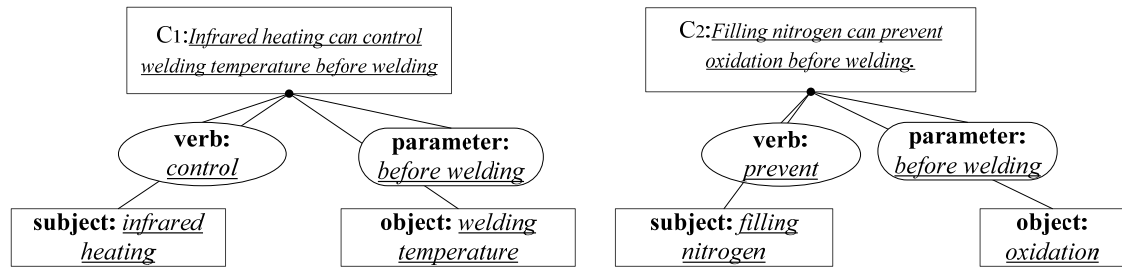 C1:Infrared heating can control
welding temperature before welding
verb:
control
parameter:
before welding
subject: infrared
heating
object: welding
temperature
C2:Filling nitrogen can prevent
oxidation before welding.
verb:
prevent
parameter:
before welding
subject: filling
nitrogen
object:
oxidation